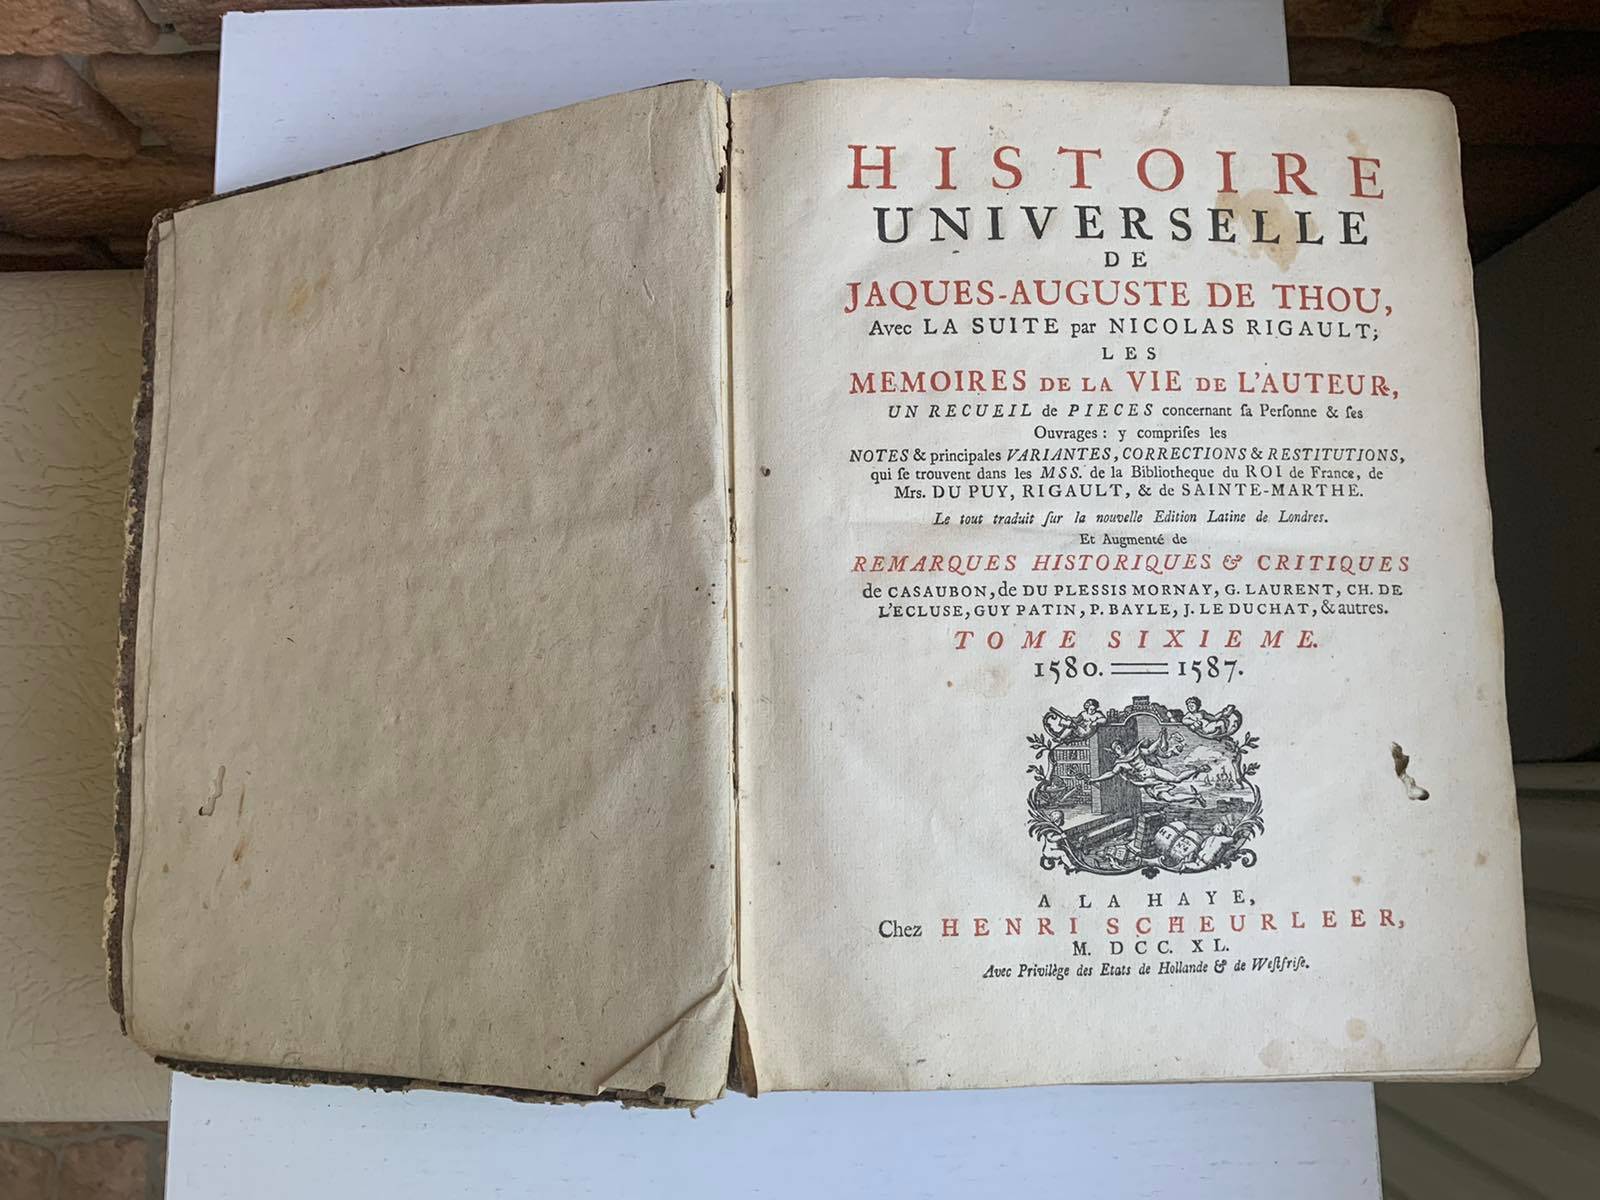 HISTOIRE
UNIVERSELLE
DE
JAQUES-AUGUSTE DE THOU,
Avec LA SUITE par NICOLAS RIGAULT;
LES
MEMOIRES DE LA VIE DE L'AUTEUR,
UN RECUEIL de PIECES concernant ſa Perſonne & ſes
Ouvrages : y compriſes les
NOTES & principales VARIANTES, CORRECTIONS & RESTITUTIONS,
qui ſe trouvent dans les MSS. de la Bibliotheque du ROI de France, de
Mrs. DU PUY, RIGAULT, & de SAINTE-MARTHE.
Le tout traduit ſur la nouvelle Edition Latine de Londres.
Et Augmenté de
REMARQUES HISTORIQUES & CRITIQUES
de CASAUBON, de DU PLESSIS MORNAY, G. LAURENT, CH. DE
L'ECLUSE, GUY PATIN, P. BAYLE, J. LE DUCHAT, & autres.
TOME SIXIEME.
1580. 1587.
A LA HAYE,
Chez HENRI SCHEURLEER,
M. DCC. XL.
Avec Privilège des Etats de Hollande & de Weſtfriſe.